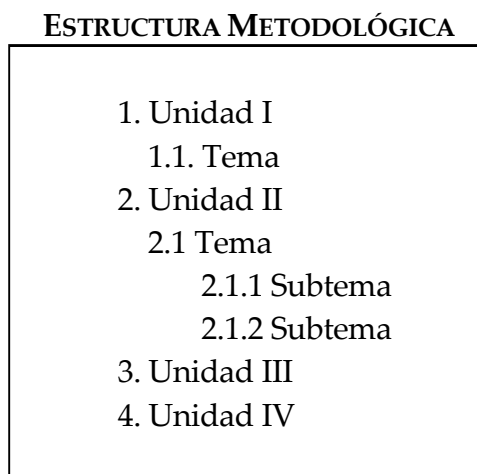 ESTRUCTURA METODOLÓGICA
1. Unidad I
1.1. Tema
2. Unidad II
2.1 Tema
2.1.1 Subtema
2.1.2 Subtema
3. Unidad III
4. Unidad IV